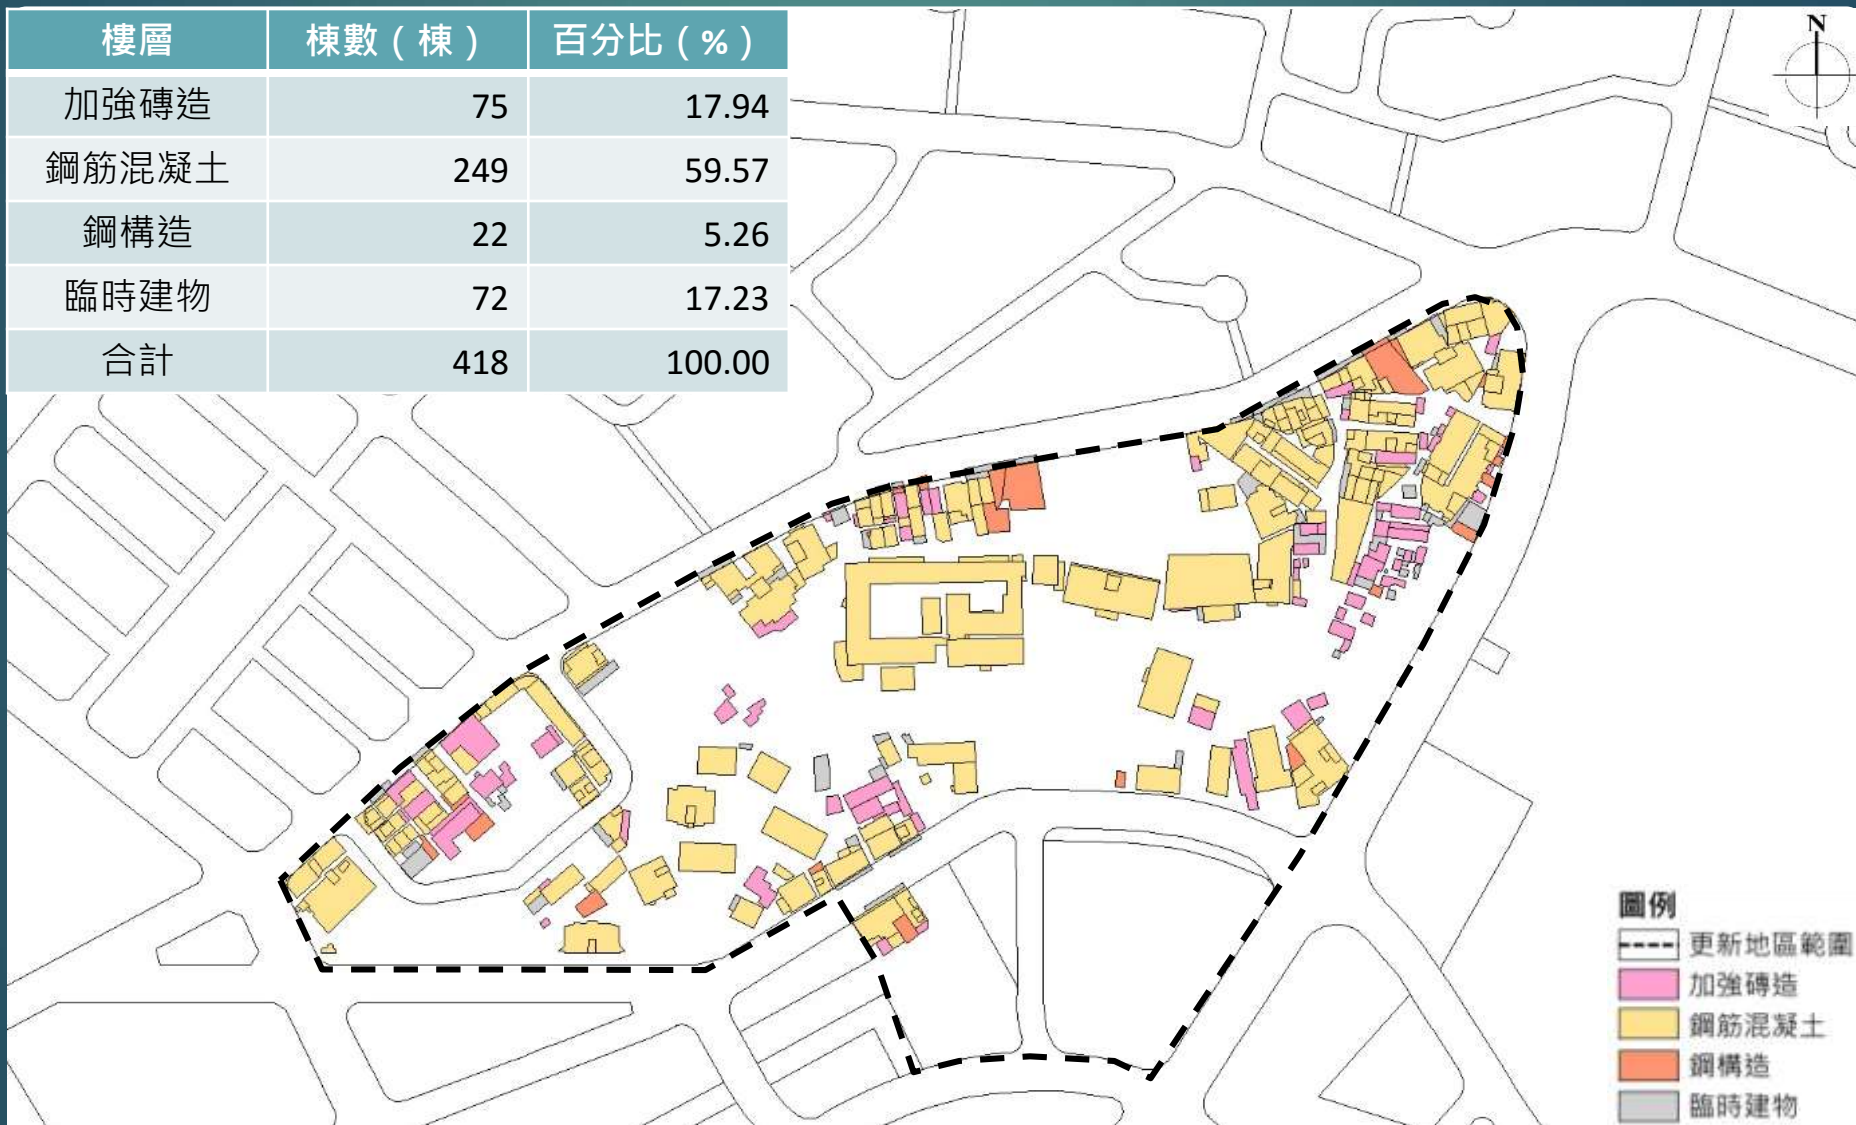 樓層 棟數（棟） 百分比（%）
加強磚造 75 17.94
鋼筋混凝土 249 59.57
鋼構造 22 5.26
臨時建物 72 17.23
合計 418 100.00
N
圖例
更新地區範圍
加強磚造
鋼筋混凝土
鋼構造
臨時建物